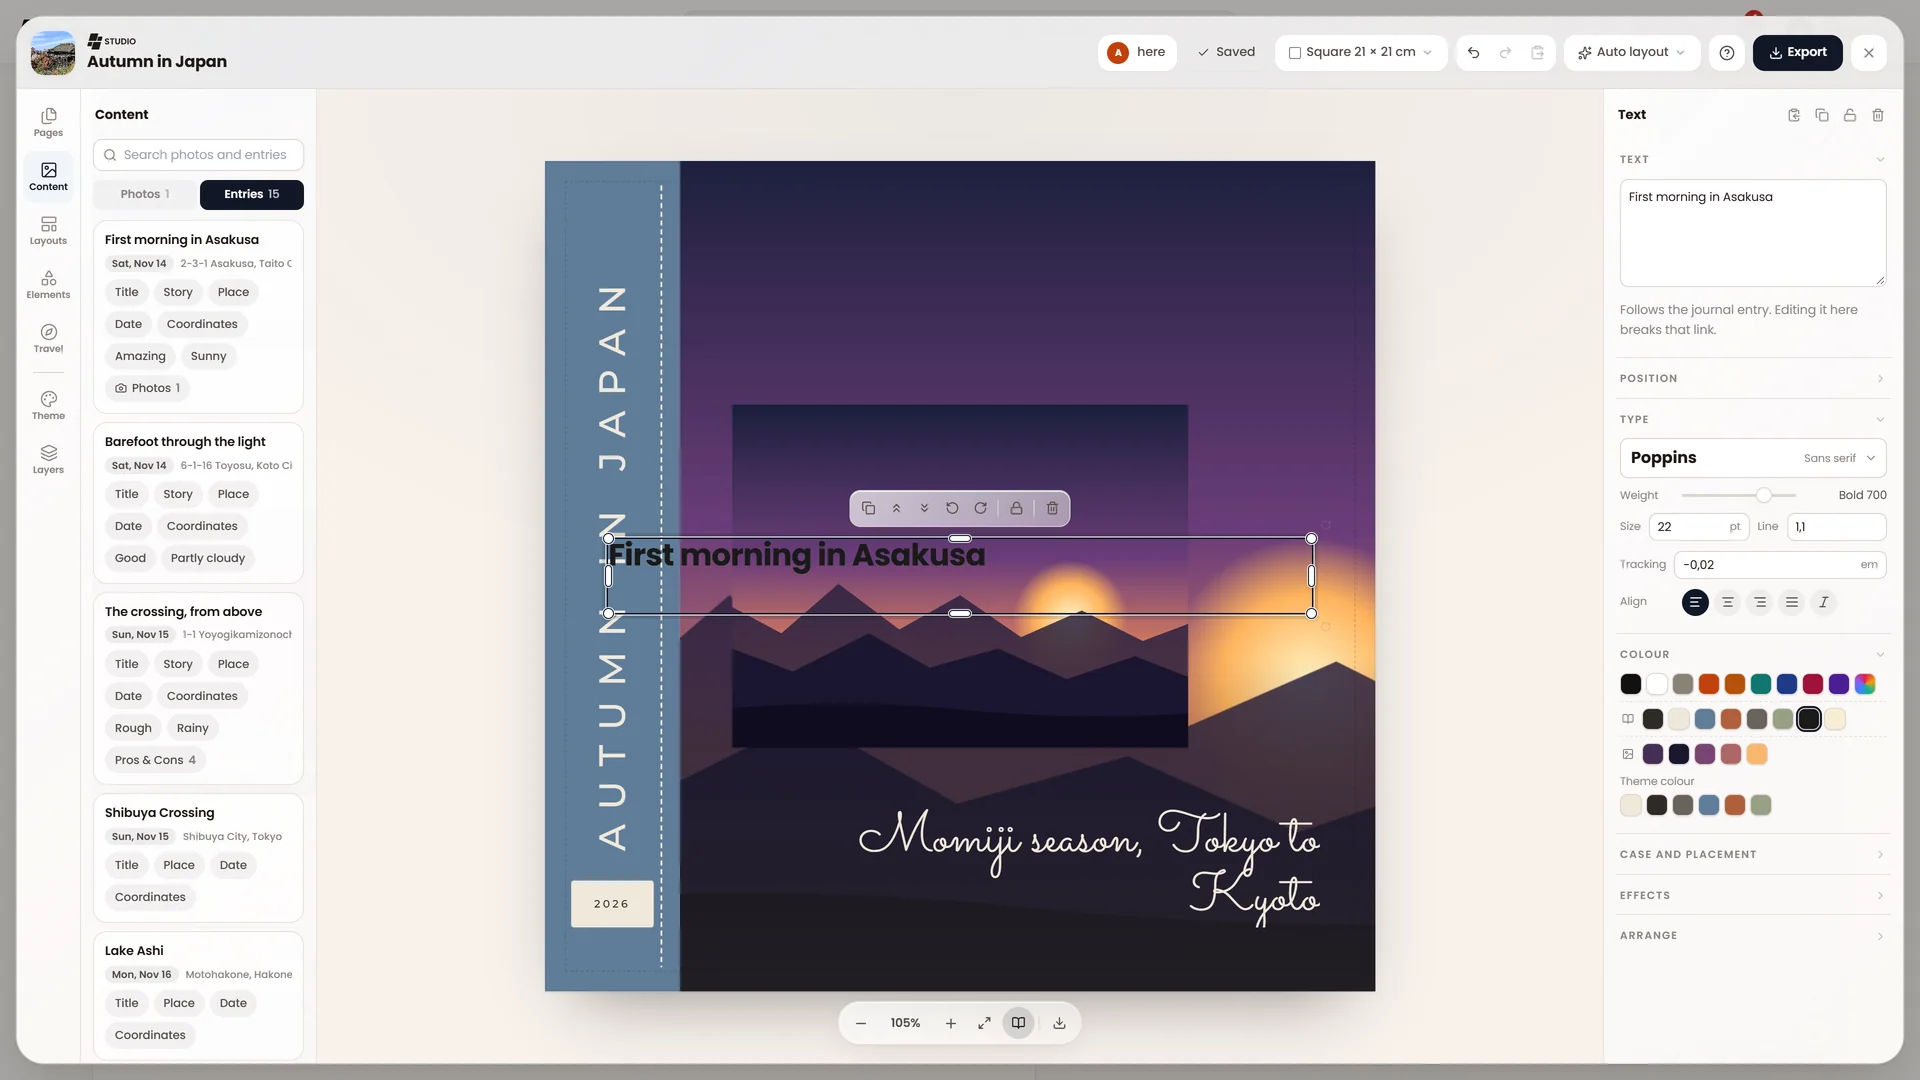 STUDIO
Autumn in Japan
A
here
Saved
Square 21 × 21 cm
Auto layout
Export
Pages
Content
Layouts
Elements
Travel
Theme
Layers
Content
Search photos and entries
Photos 1
Entries 15
First morning in Asakusa
Sat, Nov 14 2-3-1 Asakusa, Taito C
Title Story Place
Date Coordinates
Amazing Sunny
Photos 1
Barefoot through the light
Sat, Nov 14 6-1-16 Toyosu, Koto Ci
Title Story Place
Date Coordinates
Good Partly cloudy
The crossing, from above
Sun, Nov 15 1-1 Yoyogikamizonoch
Title Story Place
Date Coordinates
Rough Rainy
Pros & Cons 4
Shibuya Crossing
Sun, Nov 15 Shibuya City, Tokyo
Title Place Date
Coordinates
Lake Ashi
Mon, Nov 16 Motohakone, Hakone
Title Place Date
Coordinates
AUTUMN IN JAPAN
2026
First morning in Asakusa
Momiji season, Tokyo to
Kyoto
105%
Text
TEXT
First morning in Asakusa
Follows the journal entry. Editing it here
breaks that link.
POSITION
TYPE
Poppins Sans serif
Weight Bold 700
Size 22 pt Line 1,1
Tracking -0,02 em
Align
COLOUR
Theme colour
CASE AND PLACEMENT
EFFECTS
ARRANGE